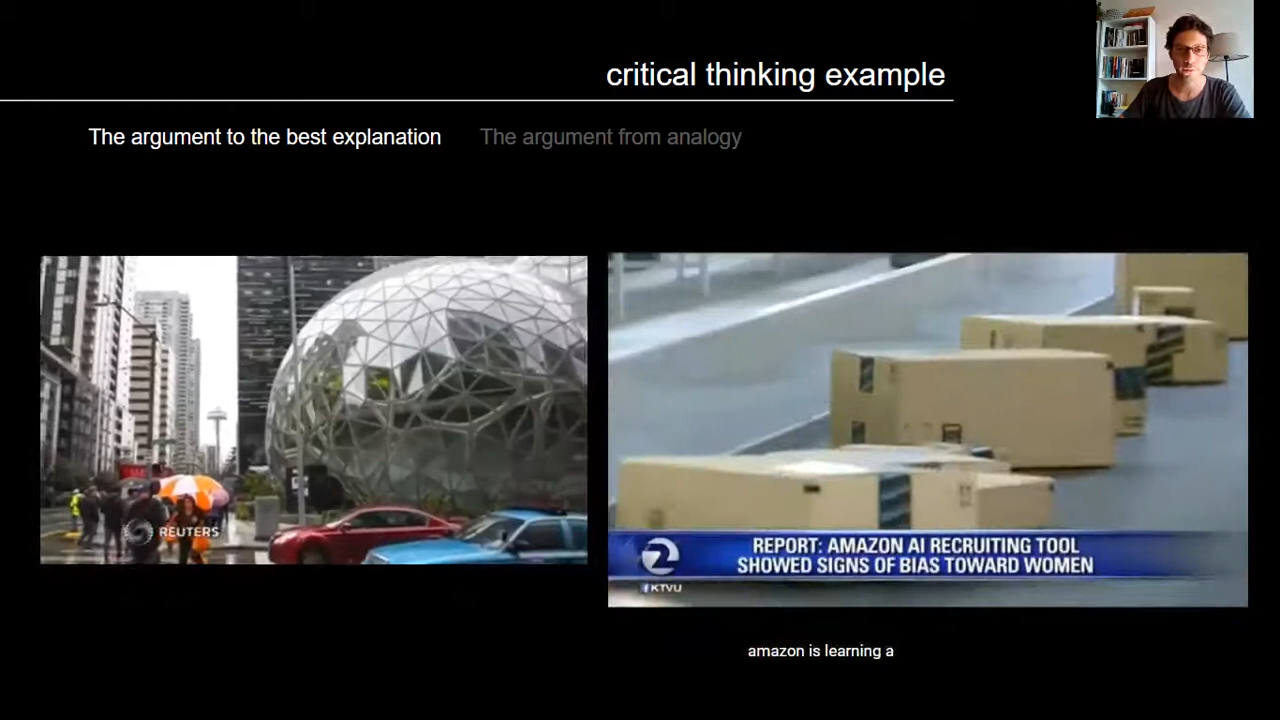 critical thinking example
The argument to the best explanation
The argument from analogy
REUTERS
REPORT: AMAZON AI RECRUITING TOOL
SHOWED SIGNS OF BIAS TOWARD WOMEN
2
f KTVU
amazon is learning a